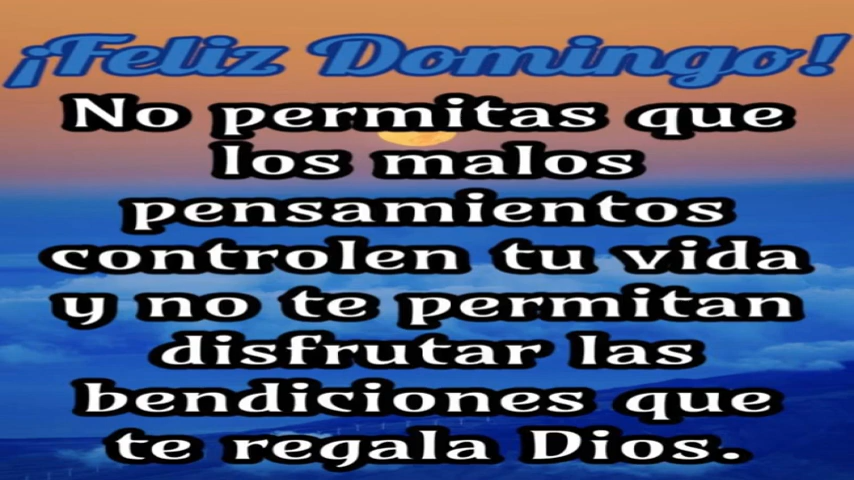 ¡Feliz Domingo!
No permitas que
los malos
pensamientos
controlen tu vida
y no te permitan
disfrutar las
bendiciones que
te regala Dios.